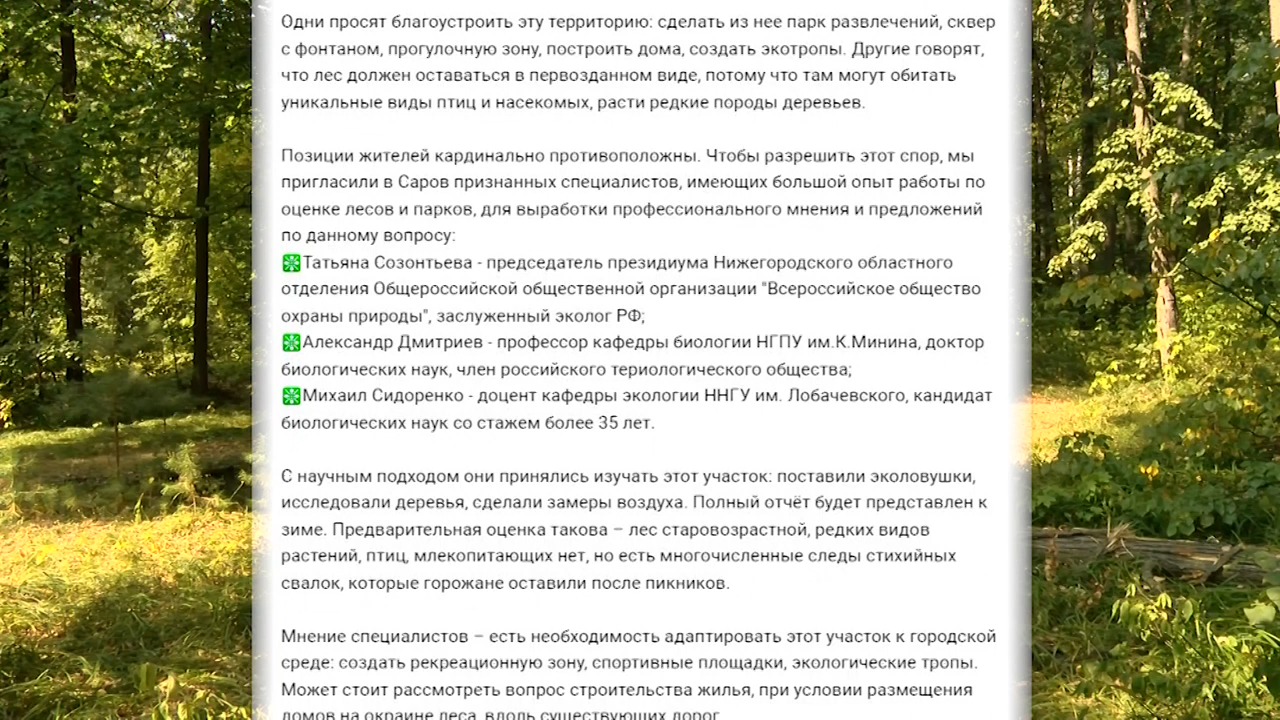 Одни просят благоустроить эту территорию: сделать из нее парк развлечений, сквер
с фонтаном, прогулочную зону, построить дома, создать экотропы. Другие говорят,
что лес должен оставаться в первозданном виде, потому что там могут обитать
уникальные виды птиц и насекомых, расти редкие породы деревьев.
Позиции жителей кардинально противоположны. Чтобы разрешить этот спор, мы
пригласили в Саров признанных специалистов, имеющих большой опыт работы по
оценке лесов и парков, для выработки профессионального мнения и предложений
по данному вопросу:
Татьяна Созонтьева - председатель президиума Нижегородского областного
отделения Общероссийской общественной организации "Всероссийское общество
охраны природы", заслуженный эколог РФ;
Александр Дмитриев - профессор кафедры биологии НГПУ им.К.Минина, доктор
биологических наук, член российского териологического общества;
Михаил Сидоренко - доцент кафедры экологии ННГУ им. Лобачевского, кандидат
биологических наук со стажем более 35 лет.
С научным подходом они принялись изучать этот участок: поставили эколовушки,
исследовали деревья, сделали замеры воздуха. Полный отчёт будет представлен к
зиме. Предварительная оценка такова – лес старовозрастной, редких видов
растений, птиц, млекопитающих нет, но есть многочисленные следы стихийных
свалок, которые горожане оставили после пикников.
Мнение специалистов – есть необходимость адаптировать этот участок к городской
среде: создать рекреационную зону, спортивные площадки, экологические тропы.
Может стоит рассмотреть вопрос строительства жилья, при условии размещения
домов на окраине леса, вдоль существующих дорог.